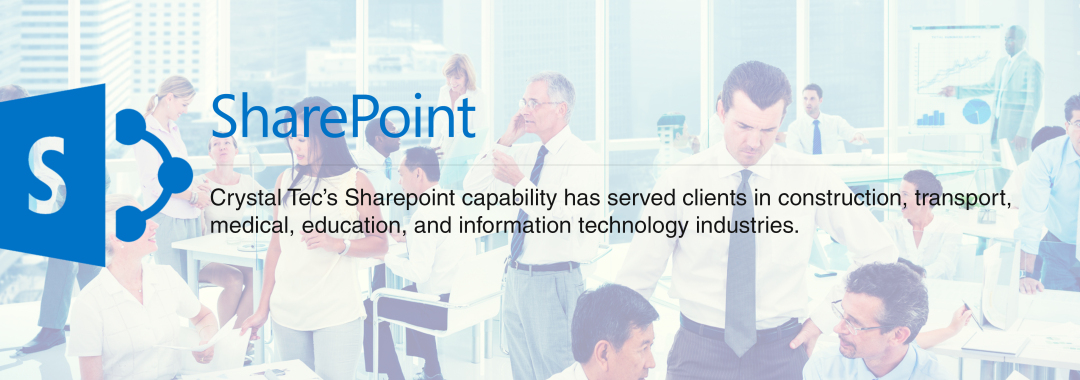 S
SharePoint
Crystal Tec’s Sharepoint capability has served clients in construction, transport,
medical, education, and information technology industries.